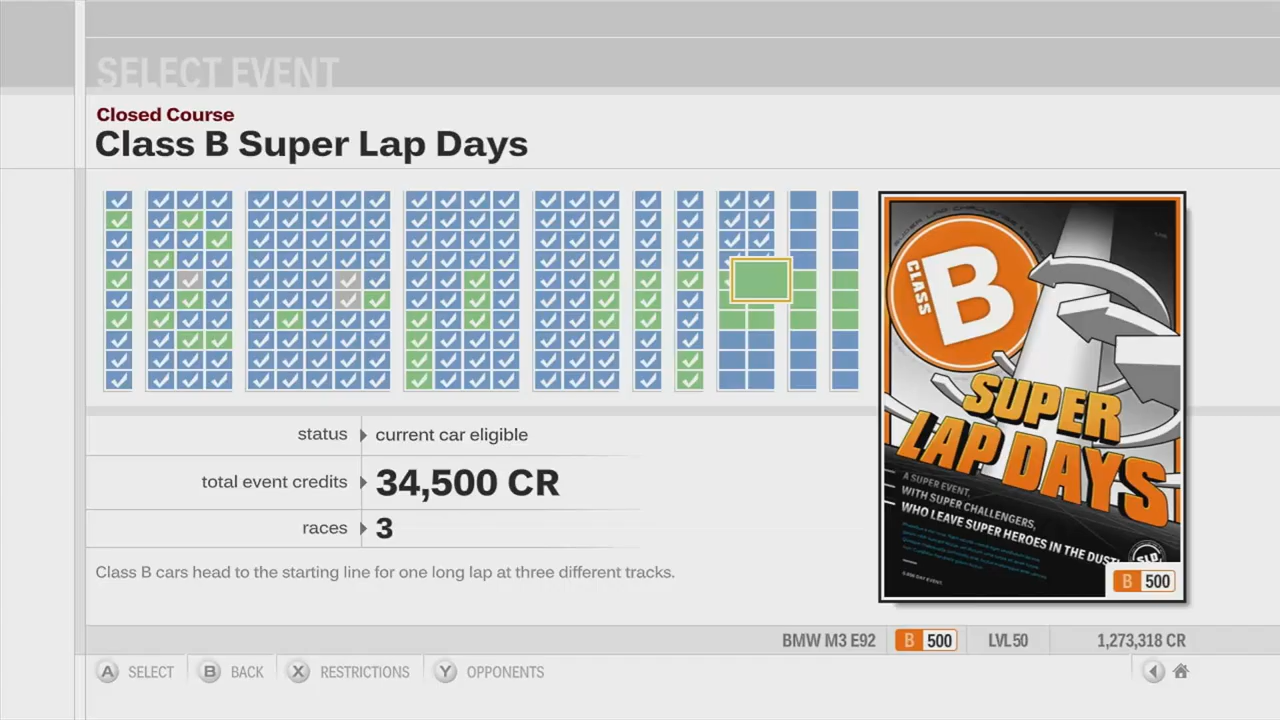 SELECT EVENT
Closed Course
Class B Super Lap Days
CLASS
B
SUPER
LAP DAYS
A SUPER EVENT,
WITH SUPER CHALLENGERS,
WHO LEAVE SUPER HEROES IN THE DUST!
SLD
B 500
status current car eligible
total event credits 34,500 CR
races 3
Class B cars head to the starting line for one long lap at three different tracks.
BMW M3 E92 B 500 LVL50 1,273,318 CR
A SELECT B BACK X RESTRICTIONS Y OPPONENTS